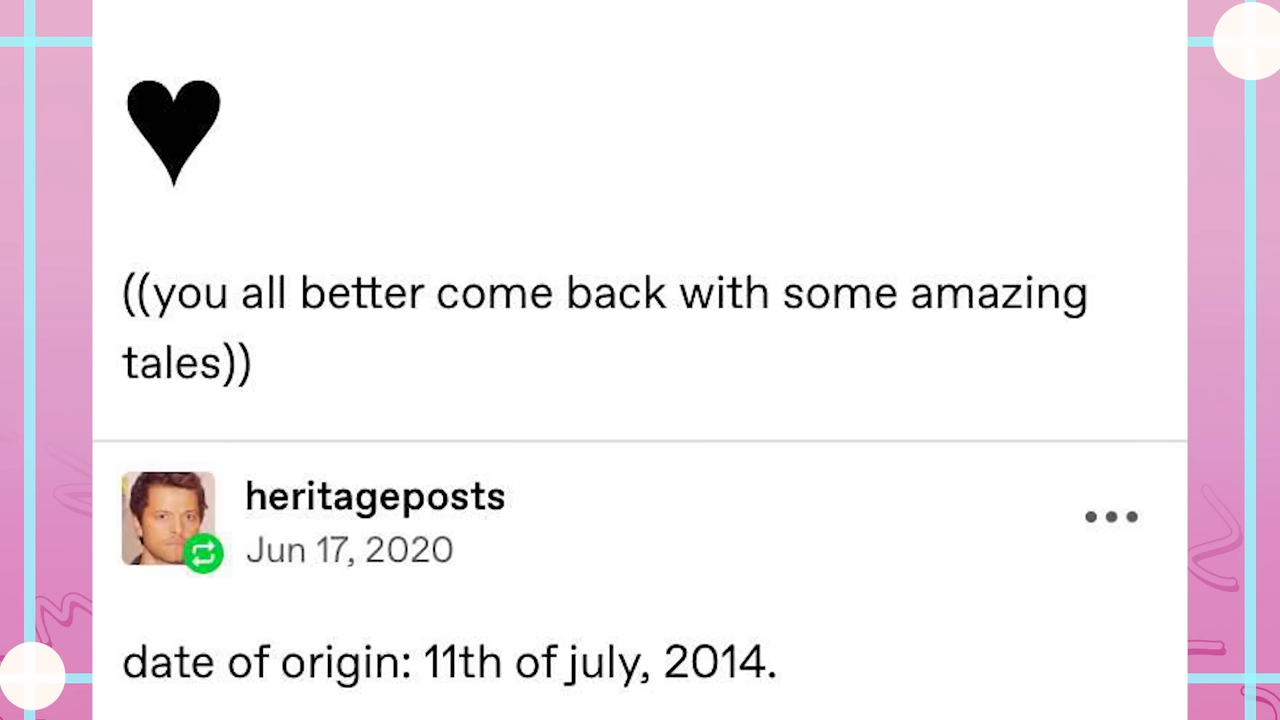 ♥
((you all better come back with some amazing
tales))
heritageposts
Jun 17, 2020
date of origin: 11th of july, 2014.